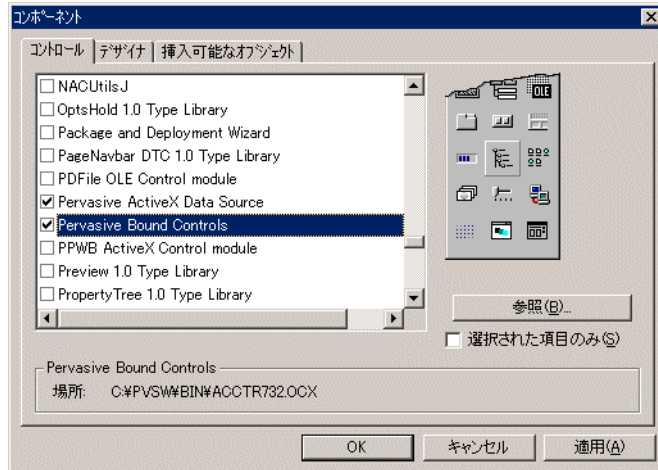 コンポーネント
コントロール デザイナ 挿入可能なオブジェクト
NACUtilsJ
OptsHold 1.0 Type Library
Package and Deployment Wizard
PageNavbar DTC 1.0 Type Library
PDFile OLE Control module
Pervasive ActiveX Data Source
Pervasive Bound Controls
PPWB ActiveX Control module
Preview 1.0 Type Library
PropertyTree 1.0 Type Library
OLE
参照(B)...
選択された項目のみ(S)
Pervasive Bound Controls
場所: C:¥PVSW¥BIN¥ACCTR732.OCX
OK キャンセル 適用(A)